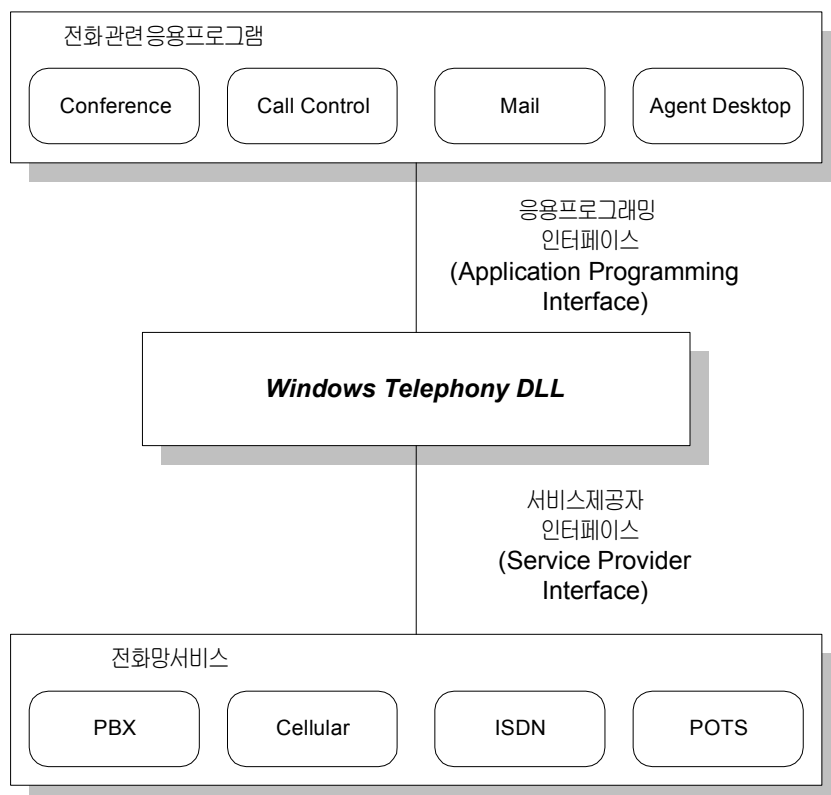 전화관련응용프로그램
Conference
Call Control
Mail
Agent Desktop
응용프로그래밍
인터페이스
(Application Programming
Interface)
Windows Telephony DLL
서비스제공자
인터페이스
(Service Provider
Interface)
전화망서비스
PBX
Cellular
ISDN
POTS